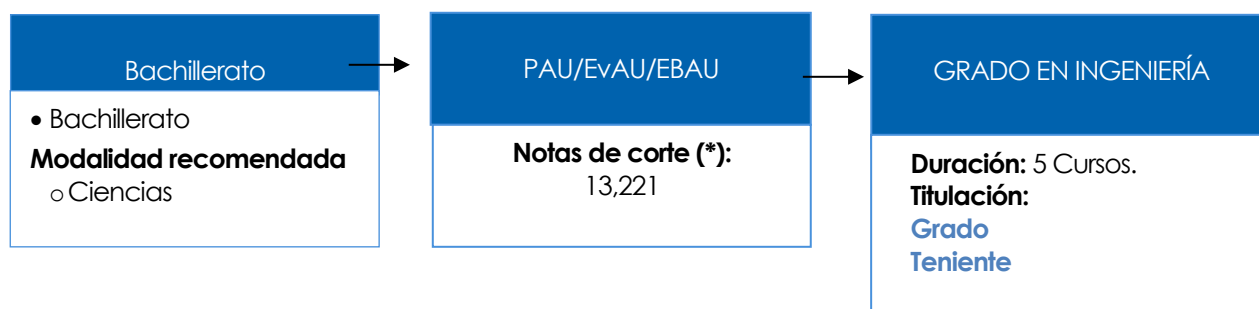 Bachillerato
• Bachillerato
Modalidad recomendada
o Ciencias
PAU/EvAU/EBAU
Notas de corte (*):
13,221
GRADO EN INGENIERÍA
Duración: 5 Cursos.
Titulación:
Grado
Teniente